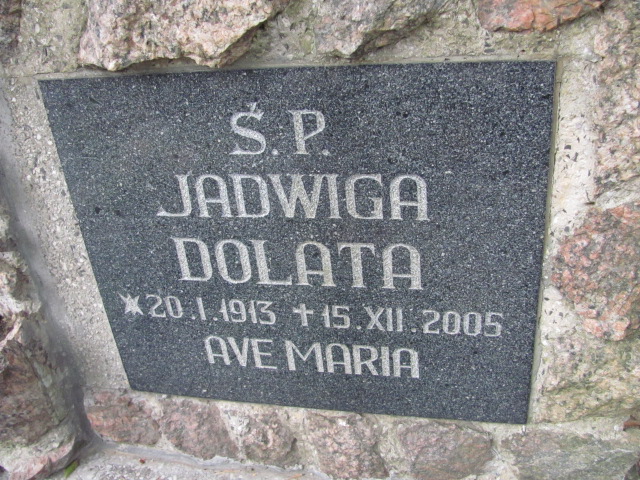 Ś.P.
JADWIGA
DOLATA
*20.I.1913 +15.XII.2005
AVE MARIA